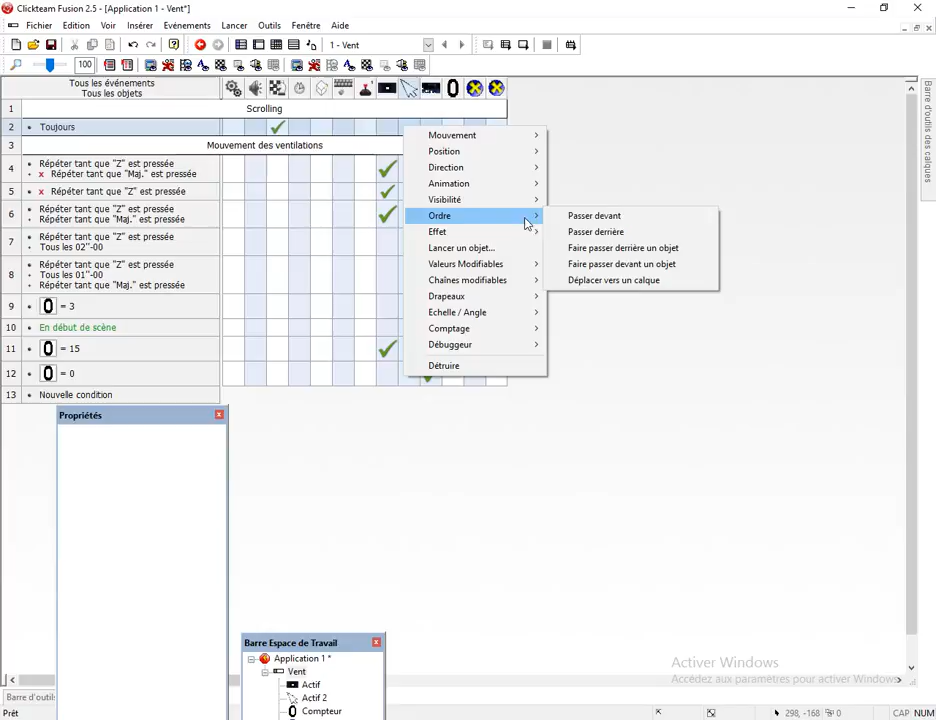 Clickteam Fusion 2.5 - [Application 1 - Vent*]
Fichier Edition Voir Insérer Evénements Lancer Outils Fenêtre Aide
1 - Vent
100
Tous les événements
Tous les objets
1 Scrolling
2 Toujours
3 Mouvement des ventilations
4 Répéter tant que "Z" est pressée
x Répéter tant que "Maj." est pressée
5 x Répéter tant que "Z" est pressée
6 Répéter tant que "Z" est pressée
Répéter tant que "Maj." est pressée
7 Répéter tant que "Z" est pressée
Tous les 02''-00
8 Répéter tant que "Z" est pressée
Tous les 01''-00
Répéter tant que "Maj." est pressée
9 0 = 3
10 En début de scène
11 0 = 15
12 0 = 0
13 Nouvelle condition
Mouvement
Position
Direction
Animation
Visibilité
Ordre
Effet
Lancer un objet...
Valeurs Modifiables
Chaînes modifiables
Drapeaux
Echelle / Angle
Comptage
Débuggeur
Détruire
Passer devant
Passer derrière
Faire passer derrière un objet
Faire passer devant un objet
Déplacer vers un calque
Barre d'outils des calques
Propriétés
Barre Espace de Travail
Application 1 *
Vent
Actif
Actif 2
Compteur
Activer Windows
Accédez aux paramètres pour activer Windows.
Barre d'outils
Prêt
298, -168
0
CAP NUM